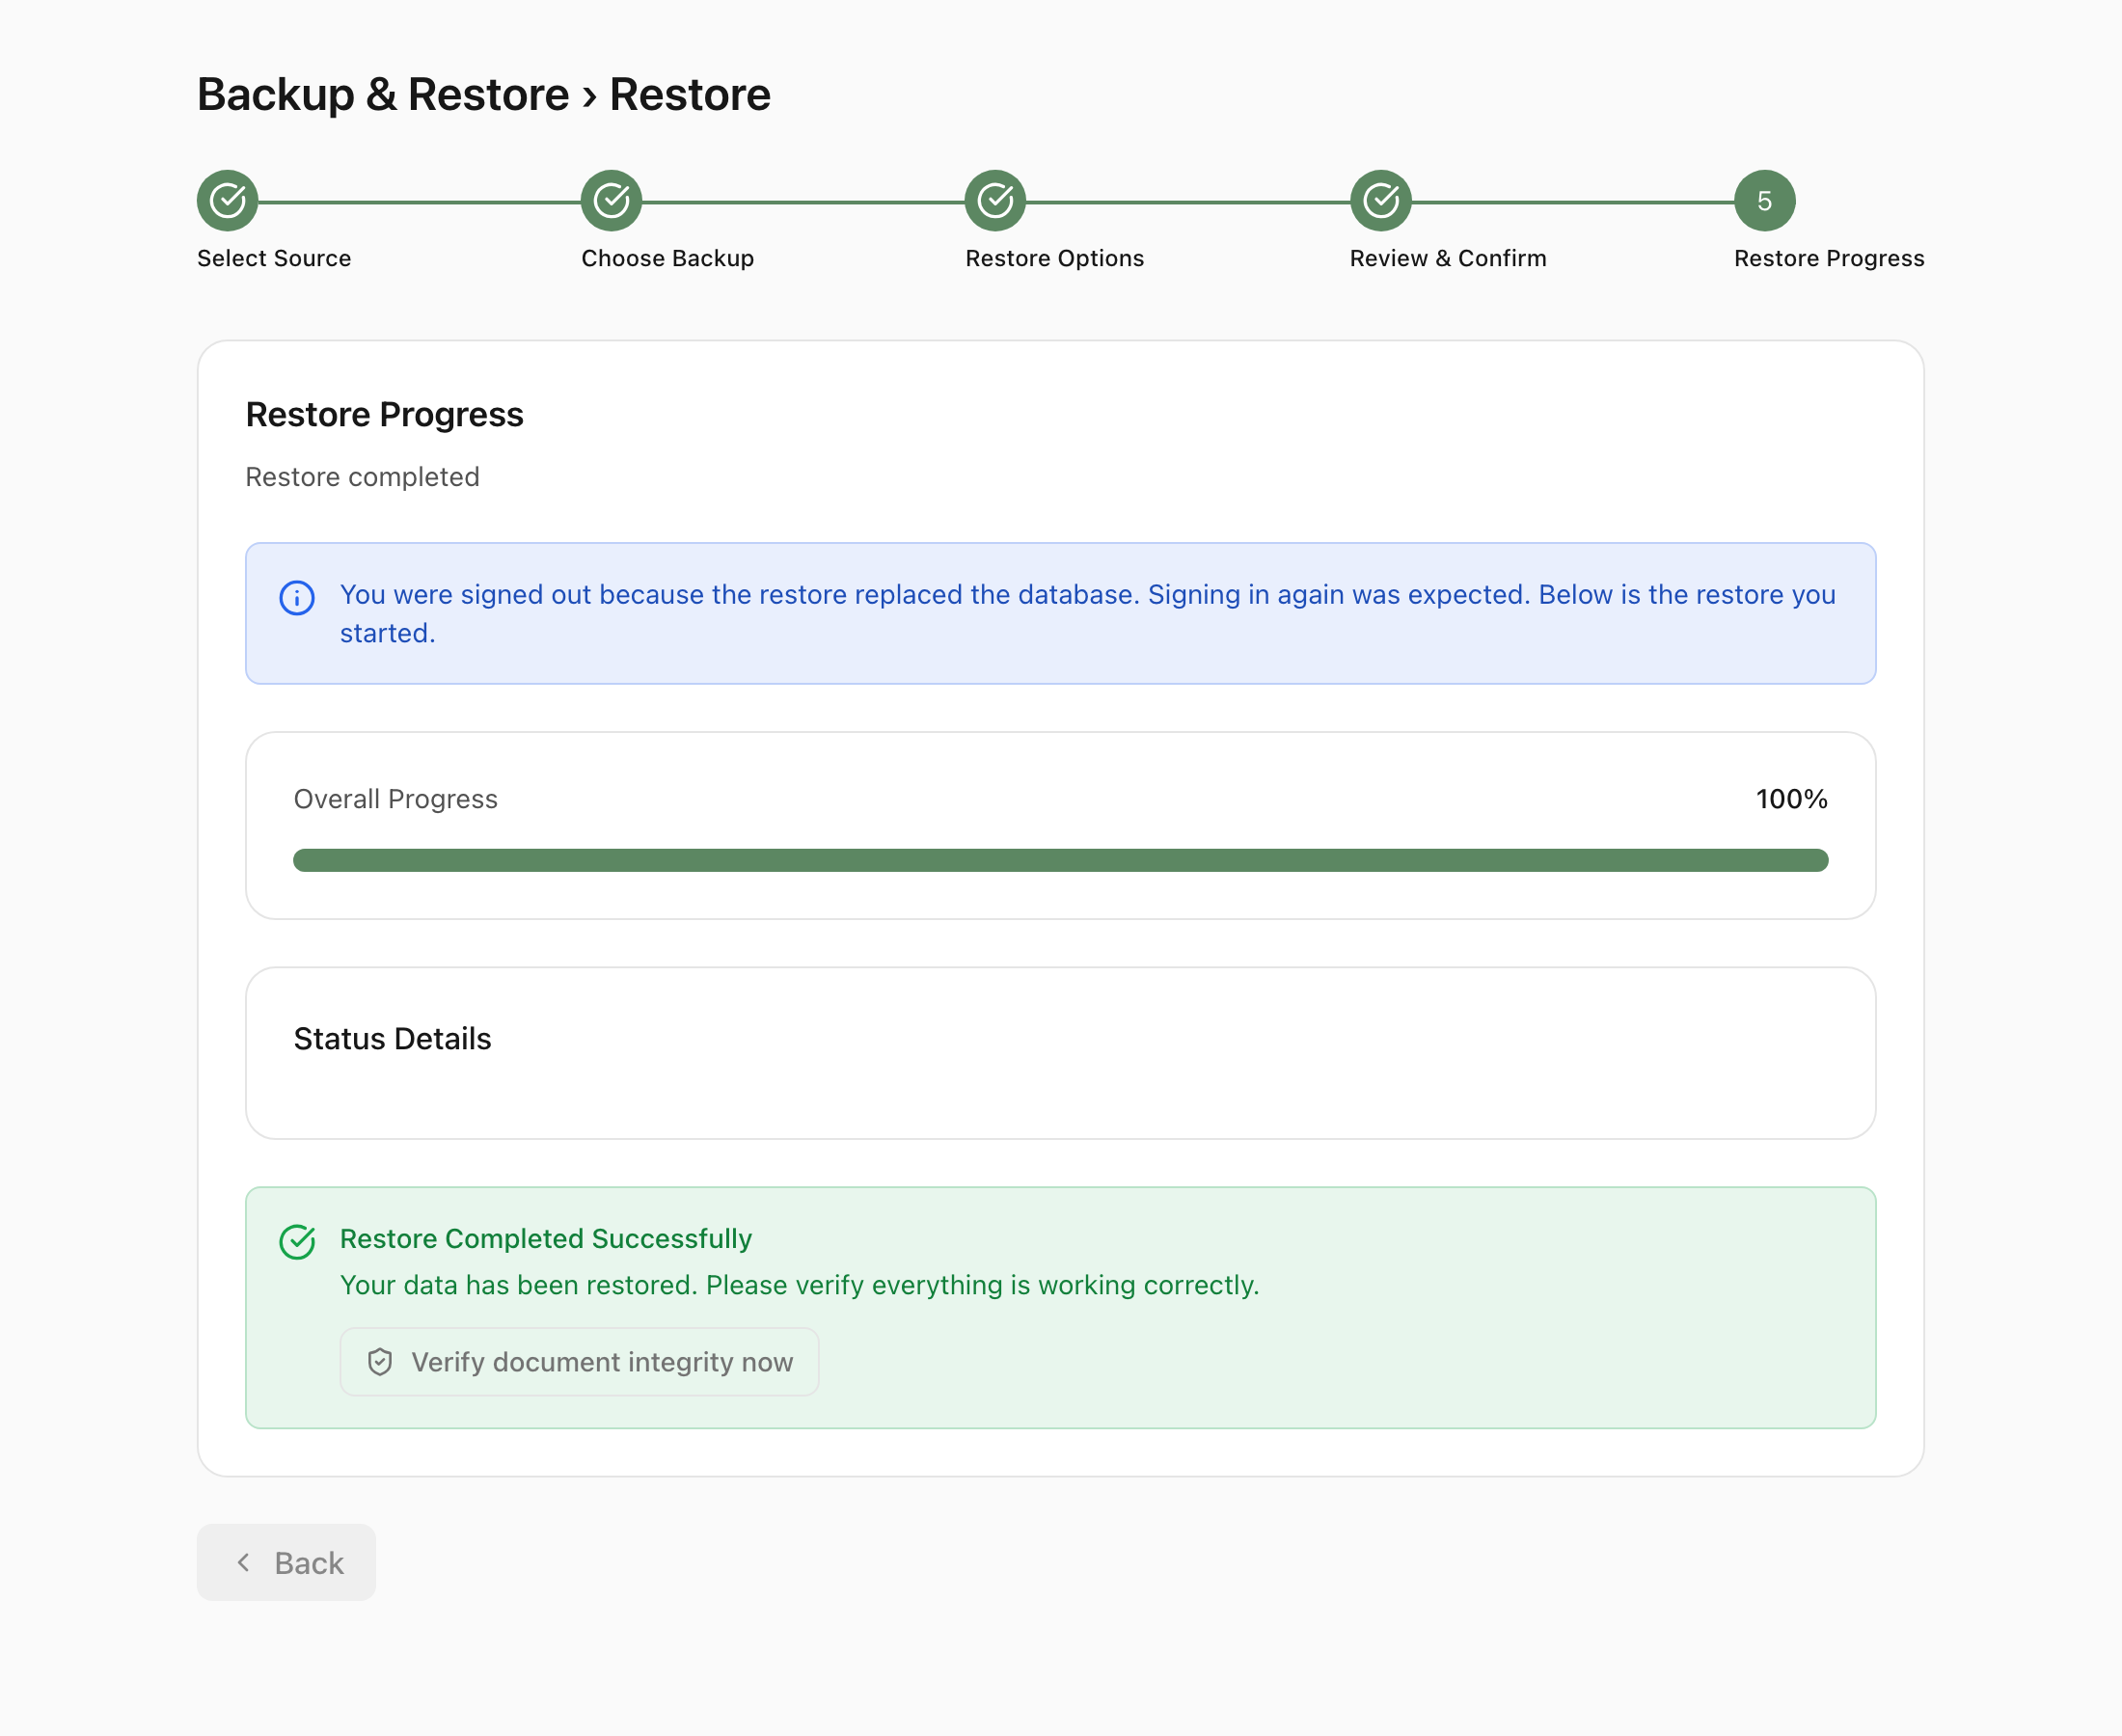 Backup & Restore › Restore
5
Select Source
Choose Backup
Restore Options
Review & Confirm
Restore Progress
Restore Progress
Restore completed
You were signed out because the restore replaced the database. Signing in again was expected. Below is the restore you
started.
Overall Progress
100%
Status Details
Restore Completed Successfully
Your data has been restored. Please verify everything is working correctly.
Verify document integrity now
Back